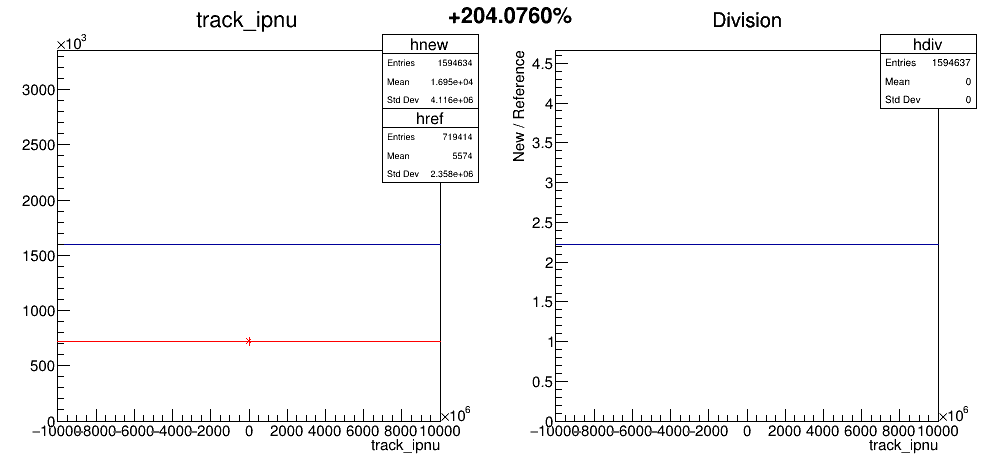 +204.0760%
track_ipnu
×10³
hnew
Entries 1594634
Mean 1.695e+04
Std Dev 4.116e+06
href
Entries 719414
Mean 5574
Std Dev 2.358e+06
3000
2500
2000
1500
1000
500
0
−10000 −8000 −6000 −4000 −2000 0 2000 4000 6000 8000 10000
×10⁶
track_ipnu
Division
hdiv
Entries 1594637
Mean 0
Std Dev 0
New / Reference
4.5
4
3.5
3
2.5
2
1.5
1
0.5
0
−10000 −8000 −6000 −4000 −2000 0 2000 4000 6000 8000 10000
×10⁶
track_ipnu